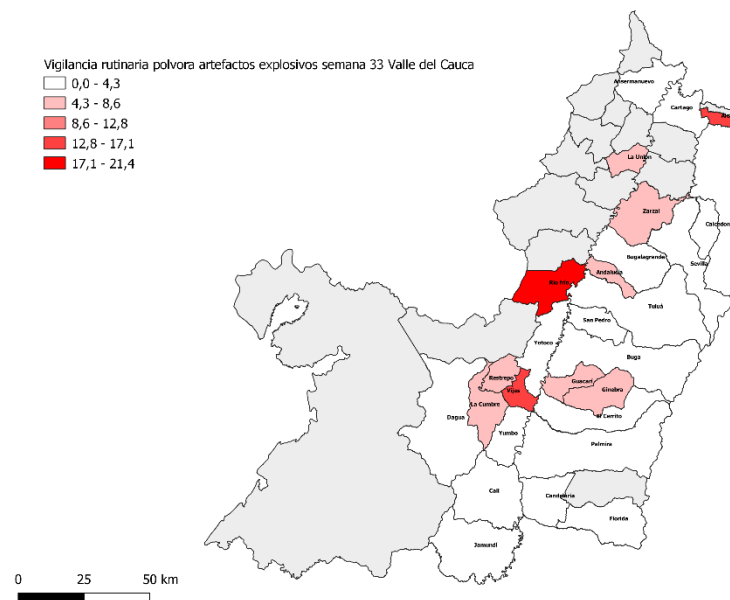 Vigilancia rutinaria polvora artefactos explosivos semana 33 Valle del Cauca
0,0 - 4,3
4,3 - 8,6
8,6 - 12,8
12,8 - 17,1
17,1 - 21,4
Ansermanuevo
Cartago
La Unión
Zarzal
Caicedon
Sevilla
Bugalagrande
Andalucía
Río frío
Tuluá
San Pedro
Yotoco
Buga
Restrepo
Vijes
Guacarí
Ginebra
La Cumbre
Dagua
El Cerrito
Yumbo
Palmira
Cali
Candelaria
Florida
Jamundí
0 25 50 km